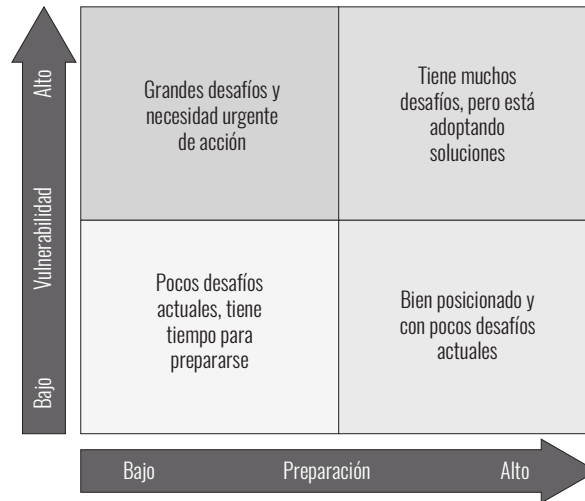 Alto
Vulnerabilidad
Bajo
Grandes desafíos y
necesidad urgente
de acción
Tiene muchos
desafíos, pero está
adoptando
soluciones
Pocos desafíos
actuales, tiene
tiempo para
prepararse
Bien posicionado y
con pocos desafíos
actuales
Bajo
Preparación
Alto